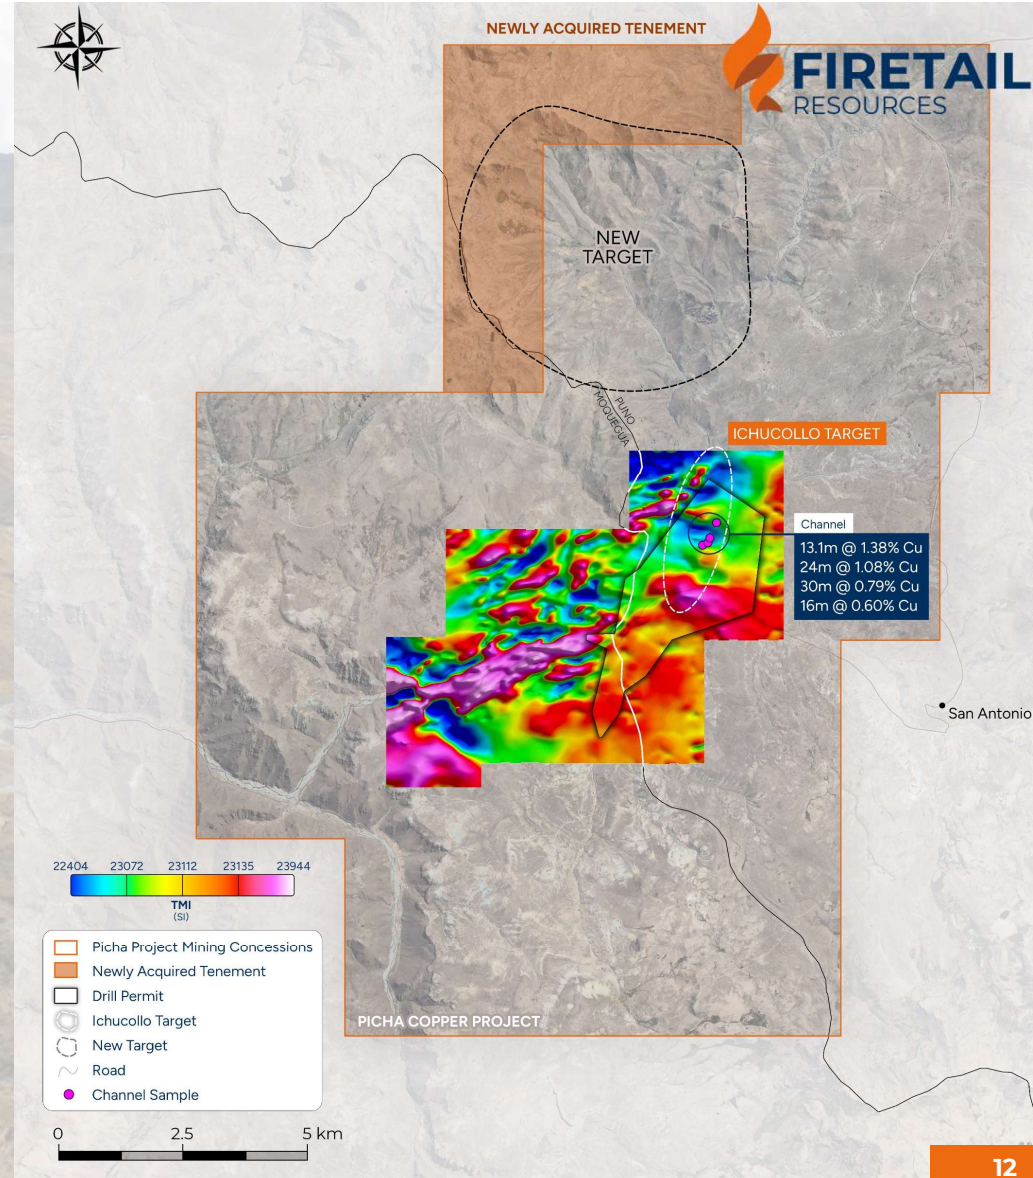 NEWLY ACQUIRED TENEMENT
FIRETAIL
RESOURCES
NEW
TARGET
PUNO
MOQUEGUA
ICHUCOLLO TARGET
Channel
13.1m @ 1.38% Cu
24m @ 1.08% Cu
30m @ 0.79% Cu
16m @ 0.60% Cu
San Antonio
22404 23072 23112 23135 23944
TMI
(SI)
Picha Project Mining Concessions
Newly Acquired Tenement
Drill Permit
Ichucollo Target
New Target
Road
Channel Sample
PICHA COPPER PROJECT
0 2.5 5 km
12